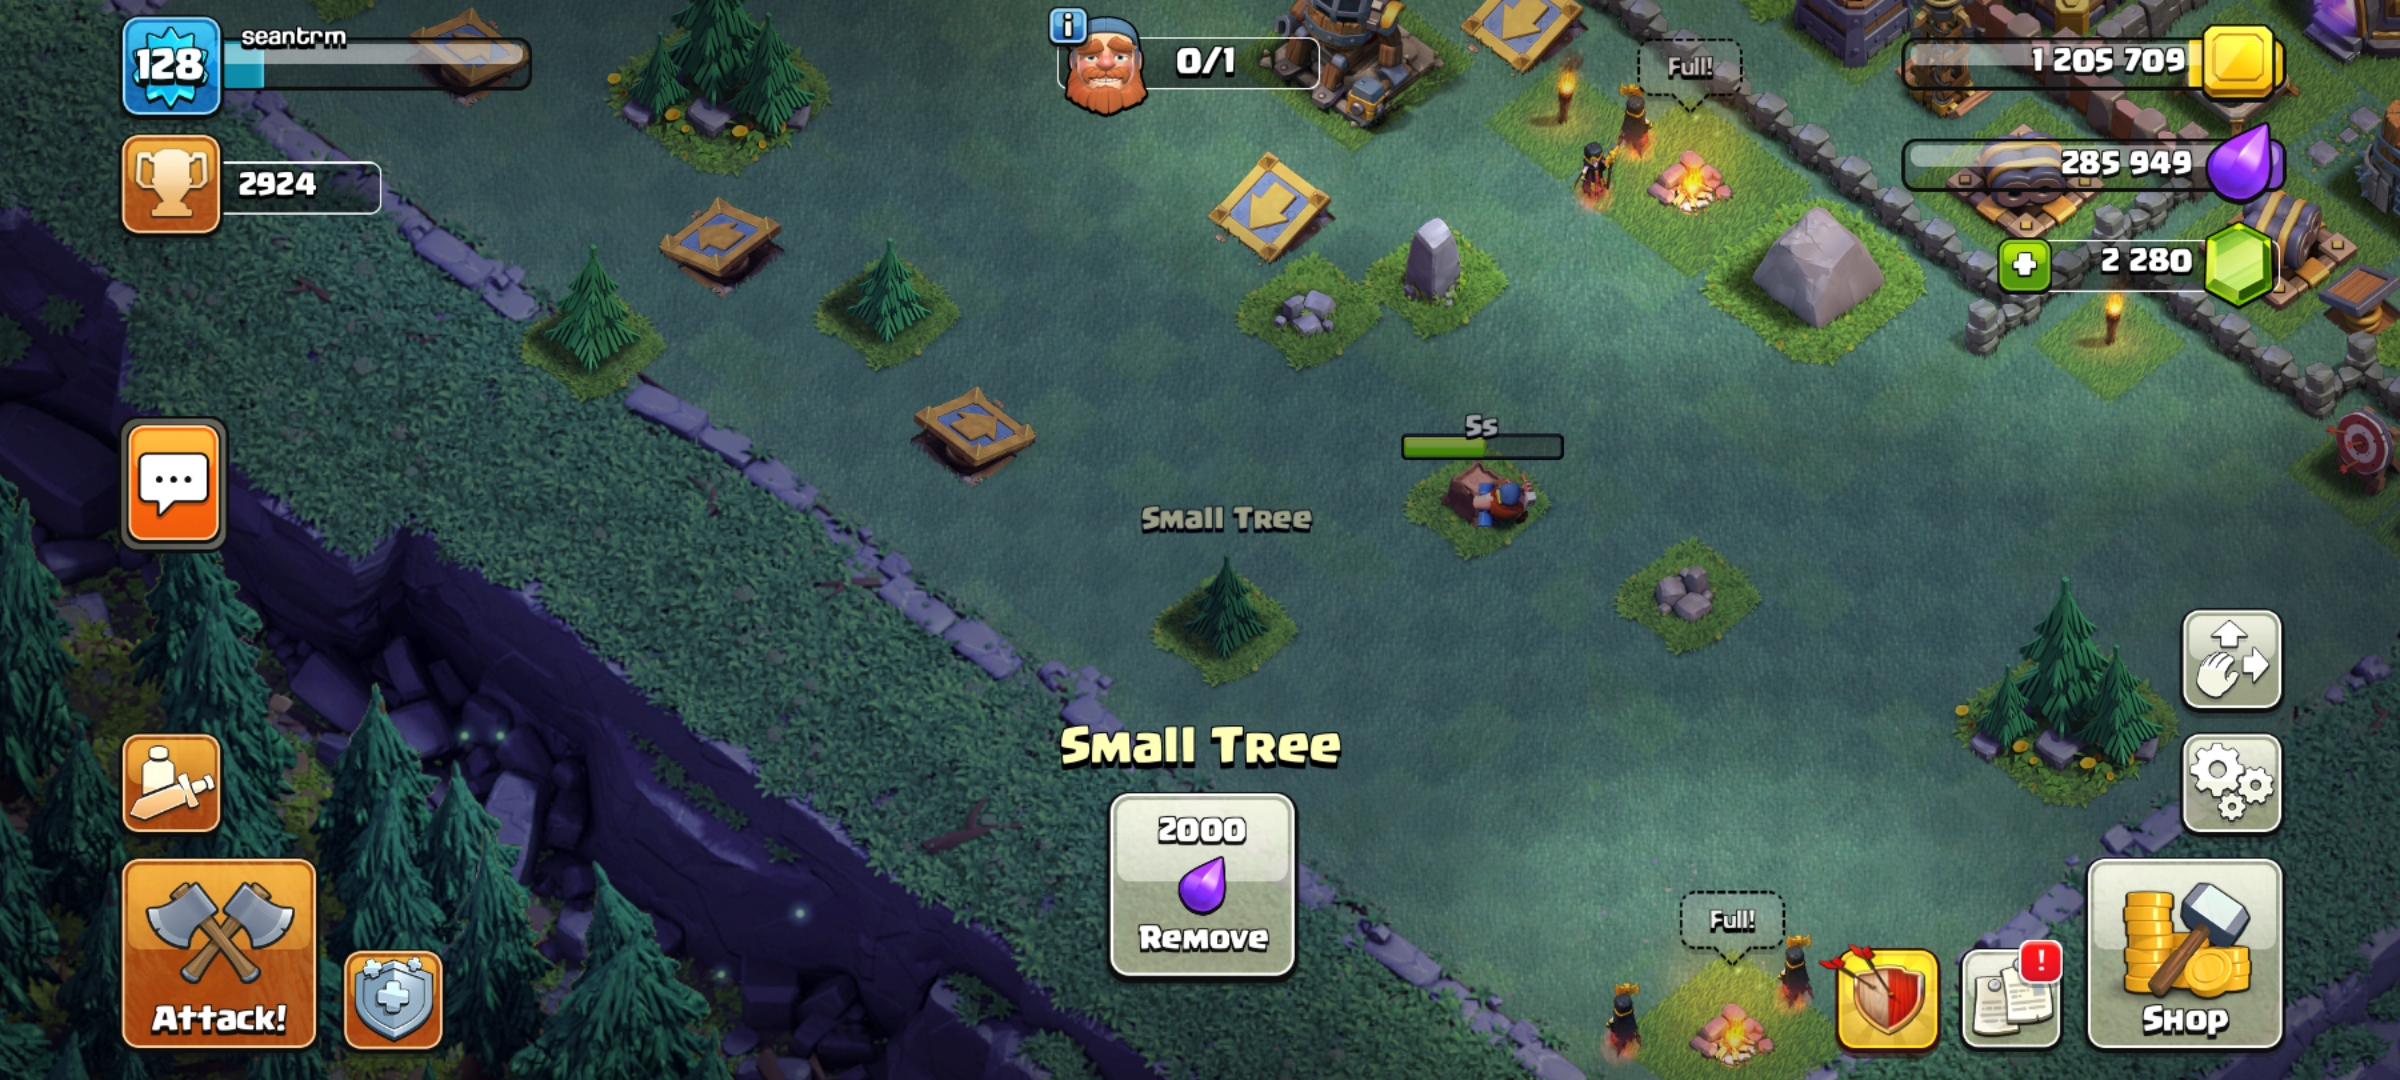 128
seantrm
0/1
Full!
1 205 709
2924
285 949
2 280
5s
Small Tree
Small Tree
2000
Remove
Full!
!
Attack!
Shop